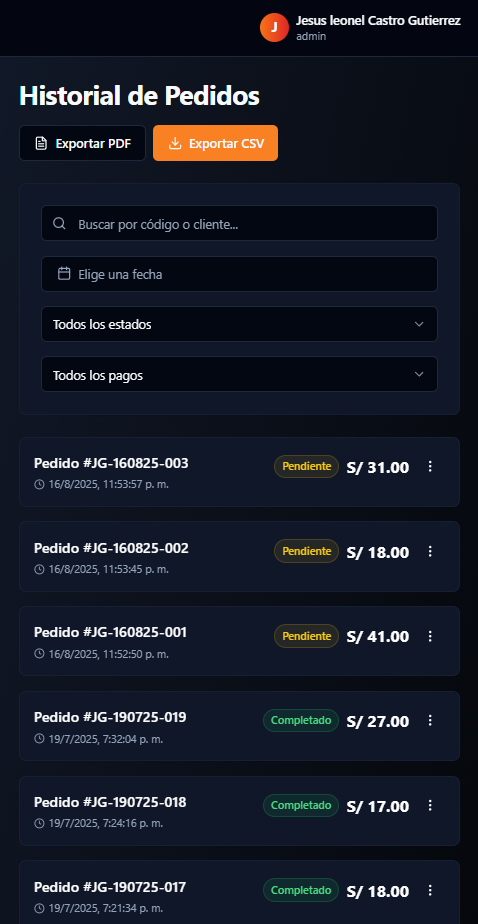 J
Jesus leonel Castro Gutierrez
admin
Historial de Pedidos
Exportar PDF
Exportar CSV
Buscar por código o cliente...
Elige una fecha
Todos los estados
Todos los pagos
Pedido #JG-160825-003
Pendiente
S/ 31.00
16/8/2025, 11:53:57 p. m.
Pedido #JG-160825-002
Pendiente
S/ 18.00
16/8/2025, 11:53:45 p. m.
Pedido #JG-160825-001
Pendiente
S/ 41.00
16/8/2025, 11:52:50 p. m.
Pedido #JG-190725-019
Completado
S/ 27.00
19/7/2025, 7:32:04 p. m.
Pedido #JG-190725-018
Completado
S/ 17.00
19/7/2025, 7:24:16 p. m.
Pedido #JG-190725-017
Completado
S/ 18.00
19/7/2025, 7:21:34 p. m.